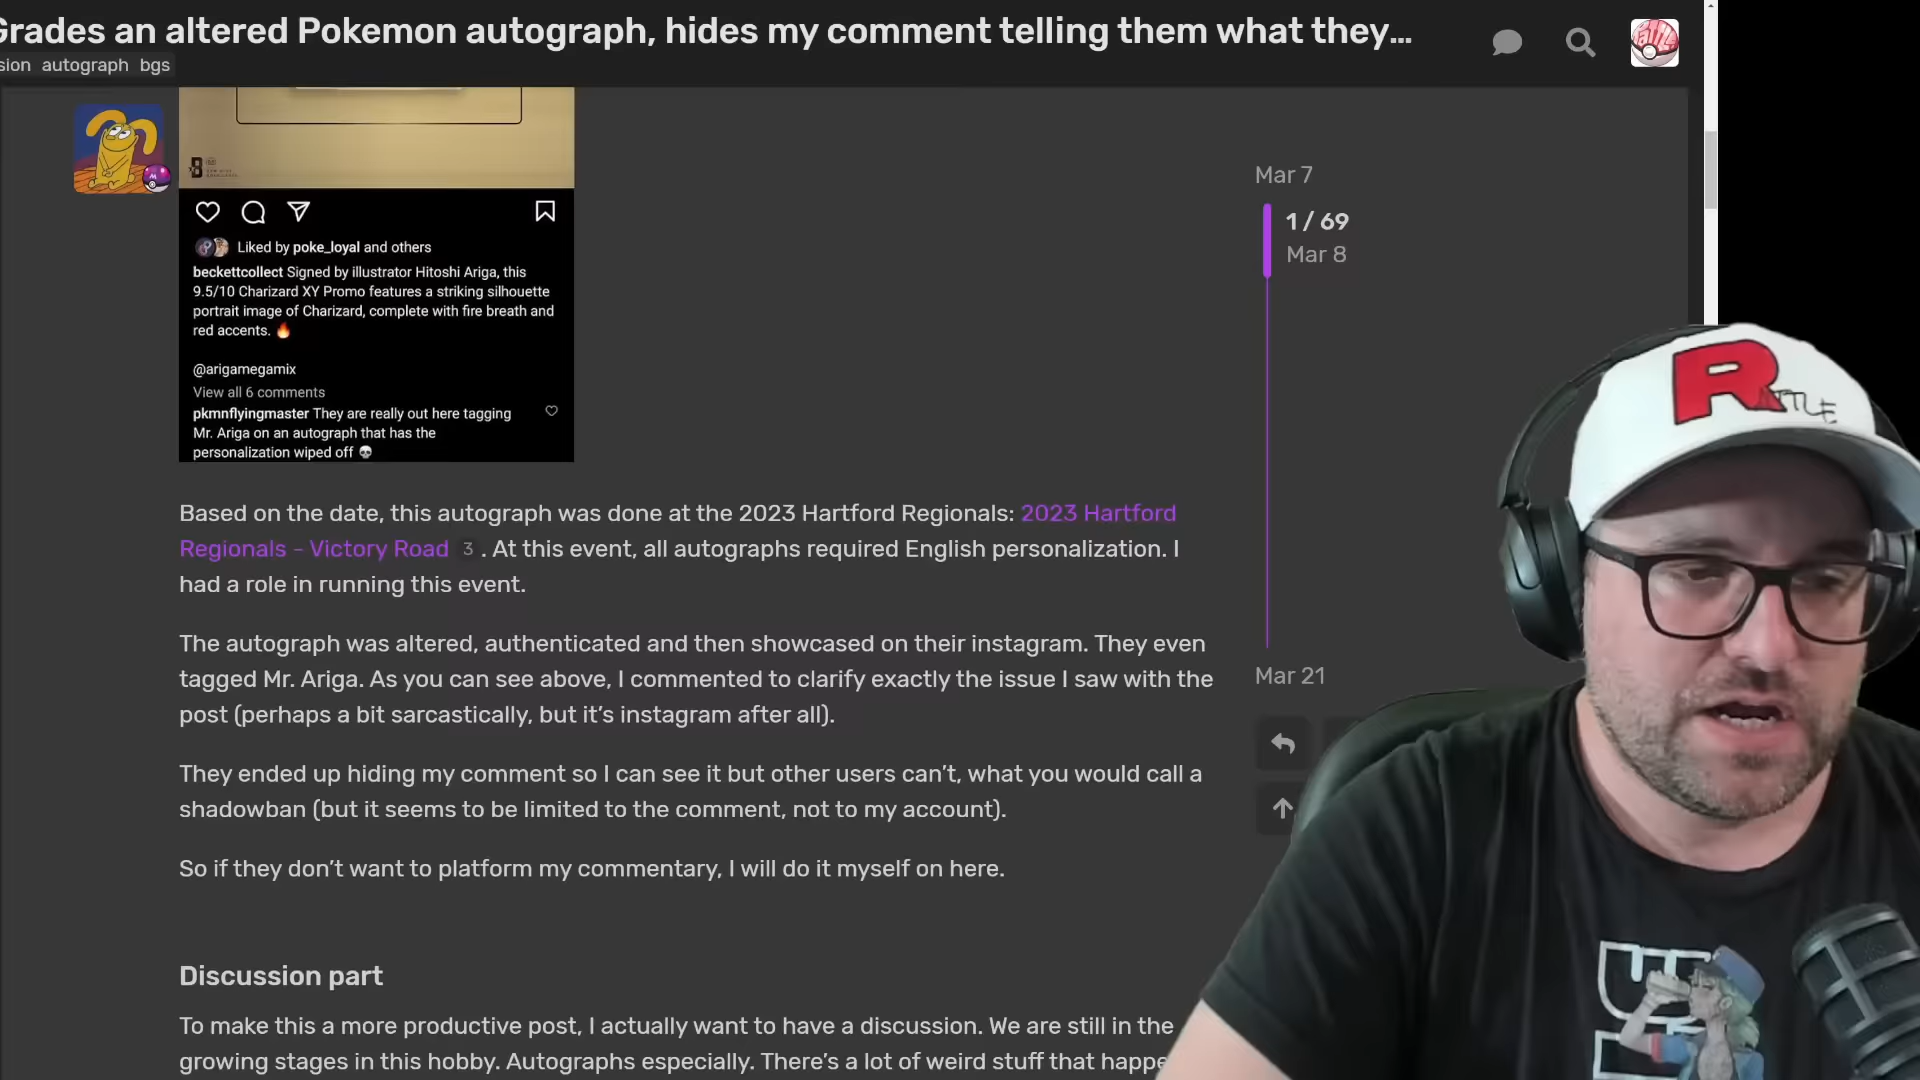 Grades an altered Pokemon autograph, hides my comment telling them what they...
sion autograph bgs
Liked by poke_loyal and others
beckettcollect Signed by illustrator Hitoshi Ariga, this
9.5/10 Charizard XY Promo features a striking silhouette
portrait image of Charizard, complete with fire breath and
red accents. 🔥
@arigamegamix
View all 6 comments
pkmnflyingmaster They are really out here tagging
Mr. Ariga on an autograph that has the
personalization wiped off 💀
Based on the date, this autograph was done at the 2023 Hartford Regionals: 2023 Hartford
Regionals - Victory Road 3 . At this event, all autographs required English personalization. I
had a role in running this event.
The autograph was altered, authenticated and then showcased on their instagram. They even
tagged Mr. Ariga. As you can see above, I commented to clarify exactly the issue I saw with the
post (perhaps a bit sarcastically, but it's instagram after all).
They ended up hiding my comment so I can see it but other users can't, what you would call a
shadowban (but it seems to be limited to the comment, not to my account).
So if they don't want to platform my commentary, I will do it myself on here.
Discussion part
To make this a more productive post, I actually want to have a discussion. We are still in the
growing stages in this hobby. Autographs especially. There's a lot of weird stuff that happe
Mar 7
1 / 69
Mar 8
Mar 21
R